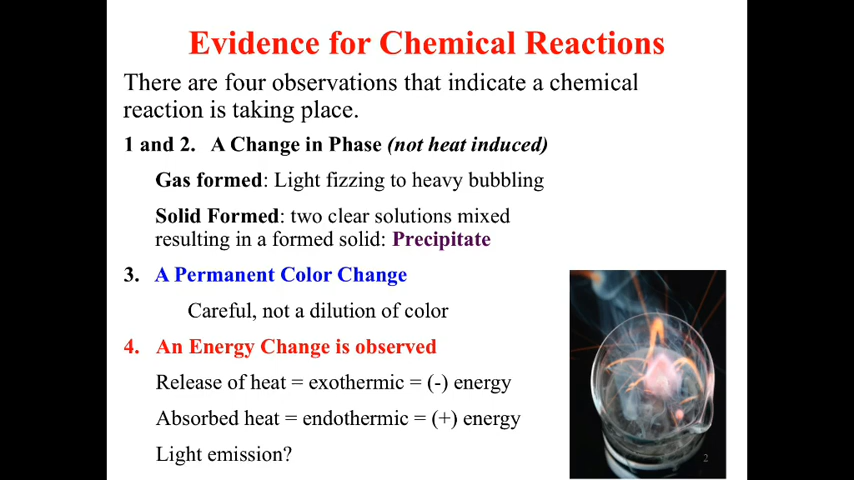 Evidence for Chemical Reactions
There are four observations that indicate a chemical
reaction is taking place.
1 and 2. A Change in Phase (not heat induced)
Gas formed: Light fizzing to heavy bubbling
Solid Formed: two clear solutions mixed
resulting in a formed solid: Precipitate
3. A Permanent Color Change
Careful, not a dilution of color
4. An Energy Change is observed
Release of heat = exothermic = (-) energy
Absorbed heat = endothermic = (+) energy
Light emission?
2